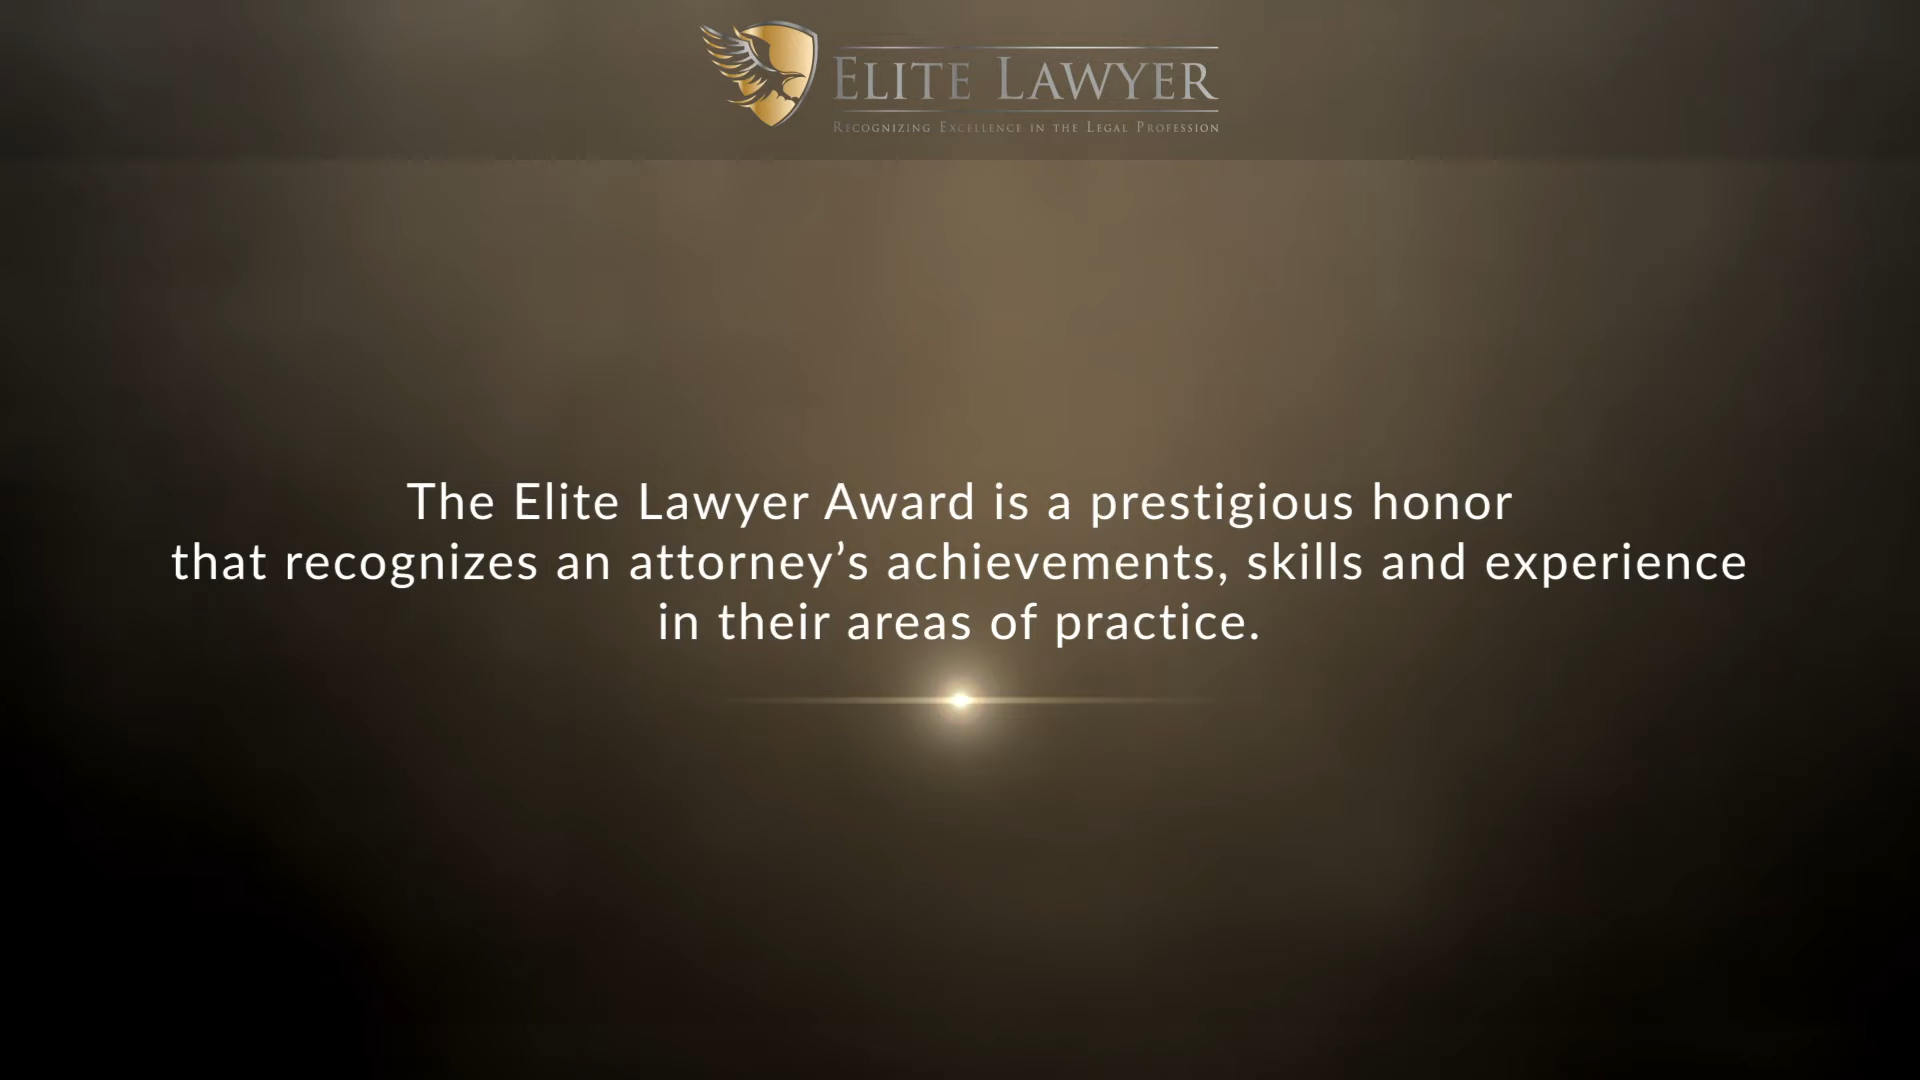 ELITE LAWYER
RECOGNIZING EXCELLENCE IN THE LEGAL PROFESSION
The Elite Lawyer Award is a prestigious honor
that recognizes an attorney’s achievements, skills and experience
in their areas of practice.